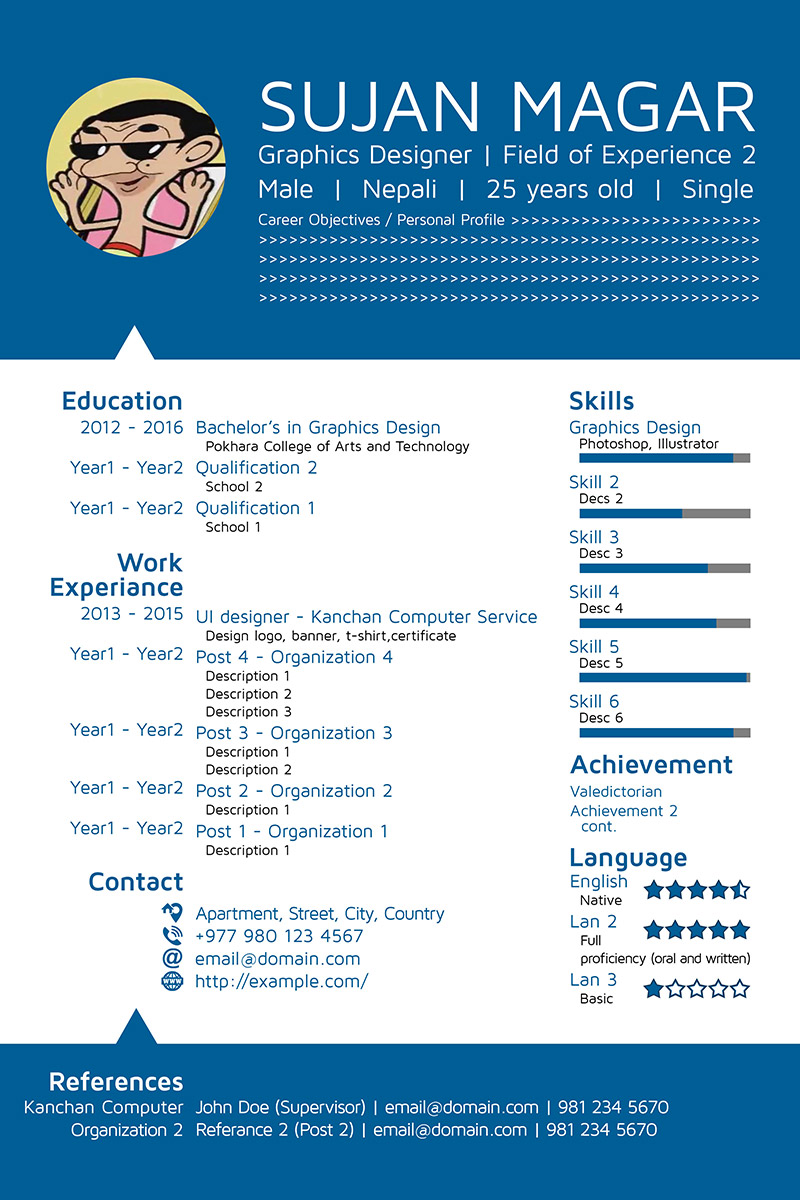 SUJAN MAGAR
Graphics Designer | Field of Experience 2
Male | Nepali | 25 years old | Single
Career Objectives / Personal Profile >>>>>>>>>>>>>>>>>>>>>>>>>
>>>>>>>>>>>>>>>>>>>>>>>>>>>>>>>>>>>>>>>>>>>>>>>>>>
>>>>>>>>>>>>>>>>>>>>>>>>>>>>>>>>>>>>>>>>>>>>>>>>>>
>>>>>>>>>>>>>>>>>>>>>>>>>>>>>>>>>>>>>>>>>>>>>>>>>>
>>>>>>>>>>>>>>>>>>>>>>>>>>>>>>>>>>>>>>>>>>>>>>>>>>
Education
2012 - 2016 Bachelor's in Graphics Design
Pokhara College of Arts and Technology
Year1 - Year2 Qualification 2
School 2
Year1 - Year2 Qualification 1
School 1
Work
Experiance
2013 - 2015 UI designer - Kanchan Computer Service
Design logo, banner, t-shirt,certificate
Year1 - Year2 Post 4 - Organization 4
Description 1
Description 2
Description 3
Year1 - Year2 Post 3 - Organization 3
Description 1
Description 2
Year1 - Year2 Post 2 - Organization 2
Description 1
Year1 - Year2 Post 1 - Organization 1
Description 1
Contact
Apartment, Street, City, Country
+977 980 123 4567
@ email@domain.com
WWW http://example.com/
Skills
Graphics Design
Photoshop, Illustrator
Skill 2
Decs 2
Skill 3
Desc 3
Skill 4
Desc 4
Skill 5
Desc 5
Skill 6
Desc 6
Achievement
Valedictorian
Achievement 2
cont.
Language
English
Native
Lan 2
Full
proficiency (oral and written)
Lan 3
Basic
References
Kanchan Computer John Doe (Supervisor) | email@domain.com | 981 234 5670
Organization 2 Referance 2 (Post 2) | email@domain.com | 981 234 5670